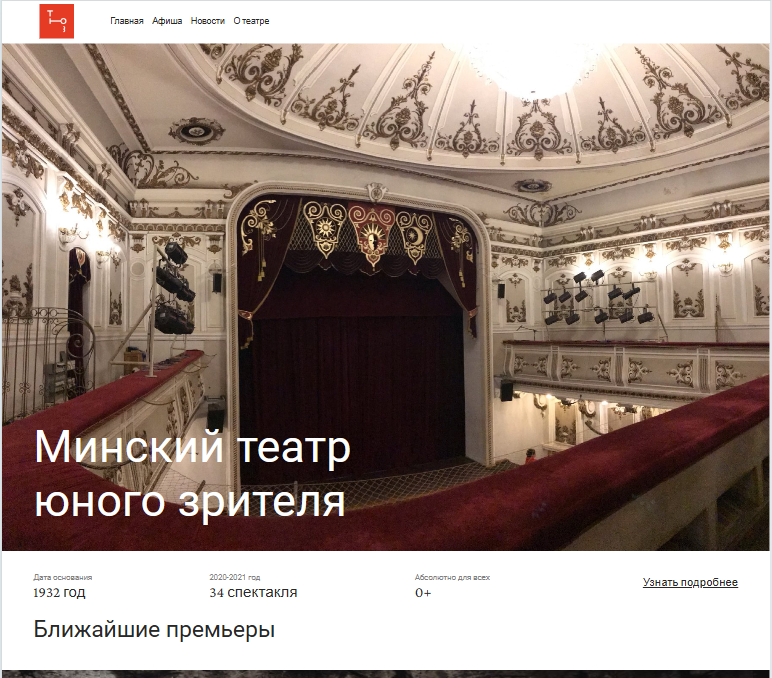 Т
Ю
І
Главная Афиша Новости О театре
Минский театр
юного зрителя
Дата основания
1932 год
2020-2021 год
34 спектакля
Абсолютно для всех
0+
Узнать подробнее
Ближайшие премьеры